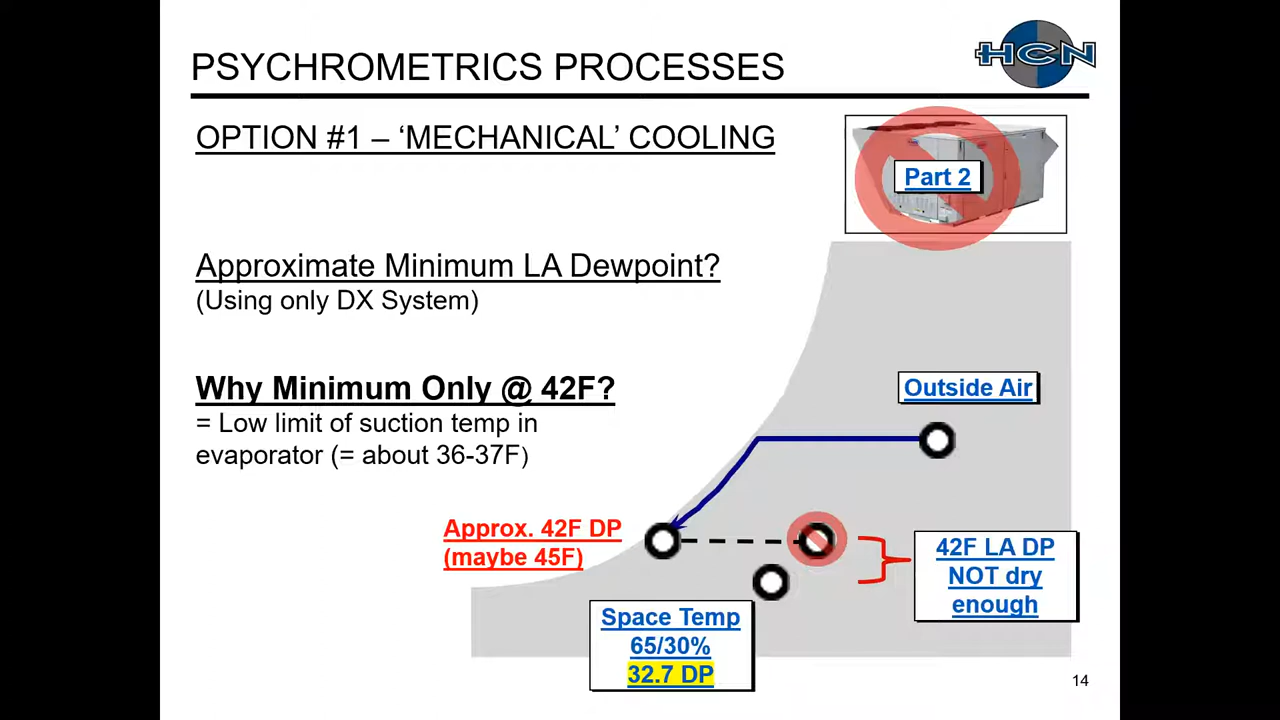 PSYCHROMETRICS PROCESSES
HCN
OPTION #1 – ‘MECHANICAL’ COOLING
Part 2
Approximate Minimum LA Dewpoint?
(Using only DX System)
Why Minimum Only @ 42F?
= Low limit of suction temp in
evaporator (= about 36-37F)
Outside Air
Approx. 42F DP
(maybe 45F)
42F LA DP
NOT dry
enough
Space Temp
65/30%
32.7 DP
14